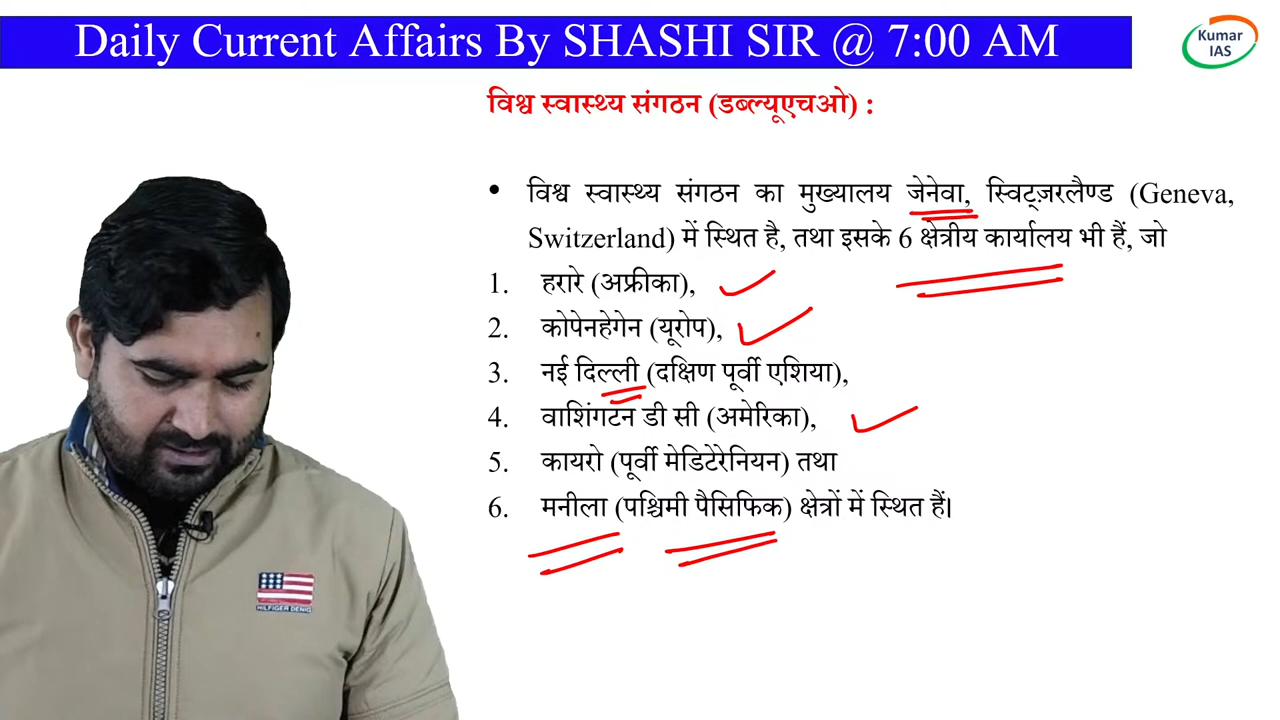 Daily Current Affairs By SHASHI SIR @ 7:00 AM
Kumar
IAS
विश्व स्वास्थ्य संगठन (डब्ल्यूएचओ) :
• विश्व स्वास्थ्य संगठन का मुख्यालय जेनेवा, स्विट्ज़रलैण्ड (Geneva,
Switzerland) में स्थित है, तथा इसके 6 क्षेत्रीय कार्यालय भी हैं, जो
1. हरारे (अफ्रीका),
2. कोपेनहेगेन (यूरोप),
3. नई दिल्ली (दक्षिण पूर्वी एशिया),
4. वाशिंगटन डी सी (अमेरिका),
5. कायरो (पूर्वी मेडिटेरेनियन) तथा
6. मनीला (पश्चिमी पैसिफिक) क्षेत्रों में स्थित हैं।
HILFIGER DENIG